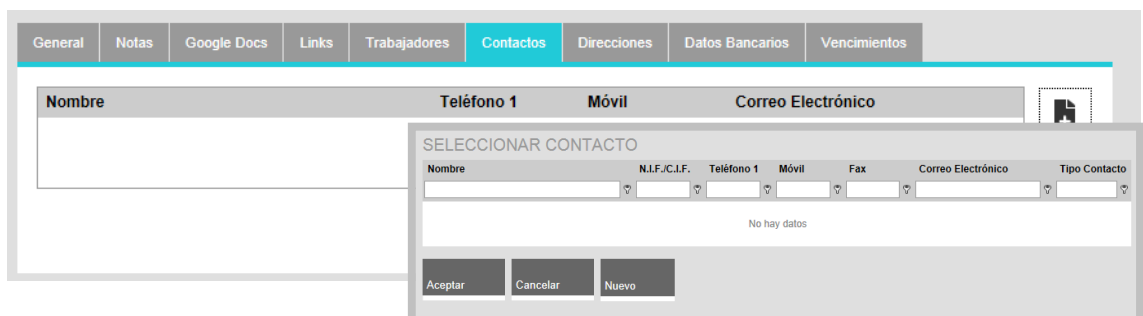 General Notas Google Docs Links Trabajadores Contactos Direcciones Datos Bancarios Vencimientos
Nombre Teléfono 1 Móvil Correo Electrónico
SELECCIONAR CONTACTO
Nombre N.I.F./C.I.F. Teléfono 1 Móvil Fax Correo Electrónico Tipo Contacto
No hay datos
Aceptar Cancelar Nuevo